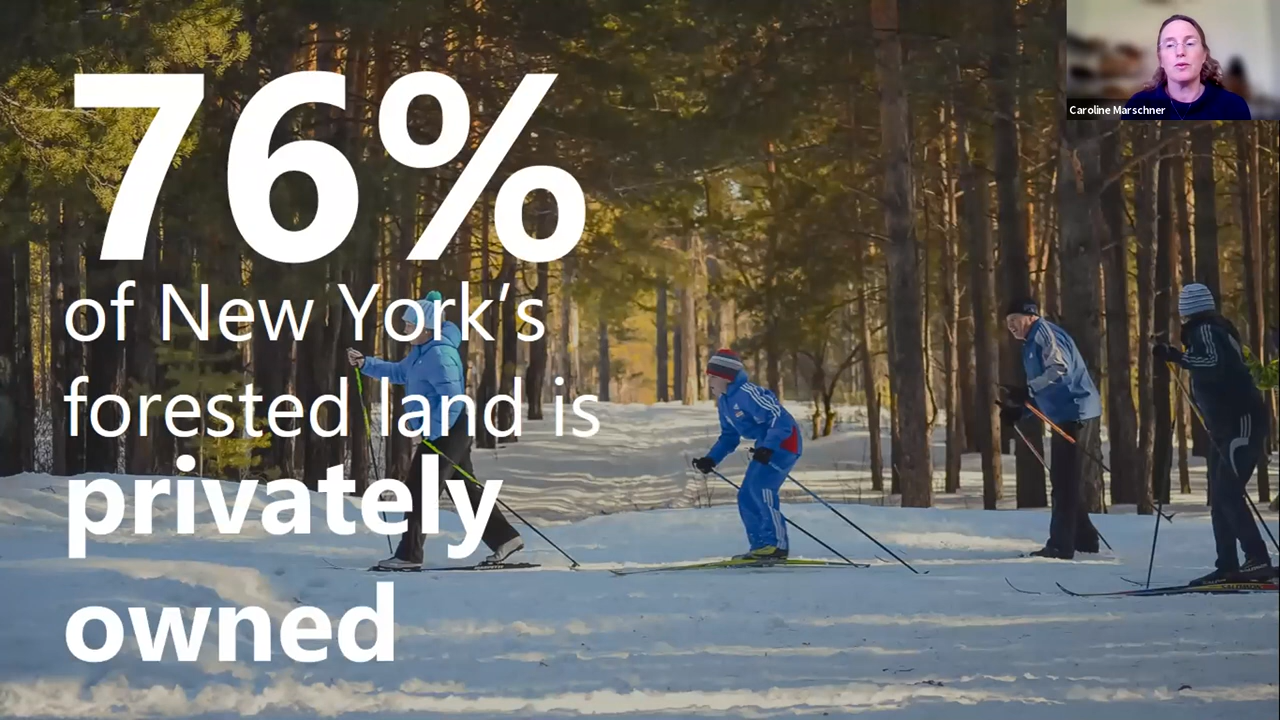 76%
of New York's
forested land is
privately
owned
Caroline Marschner